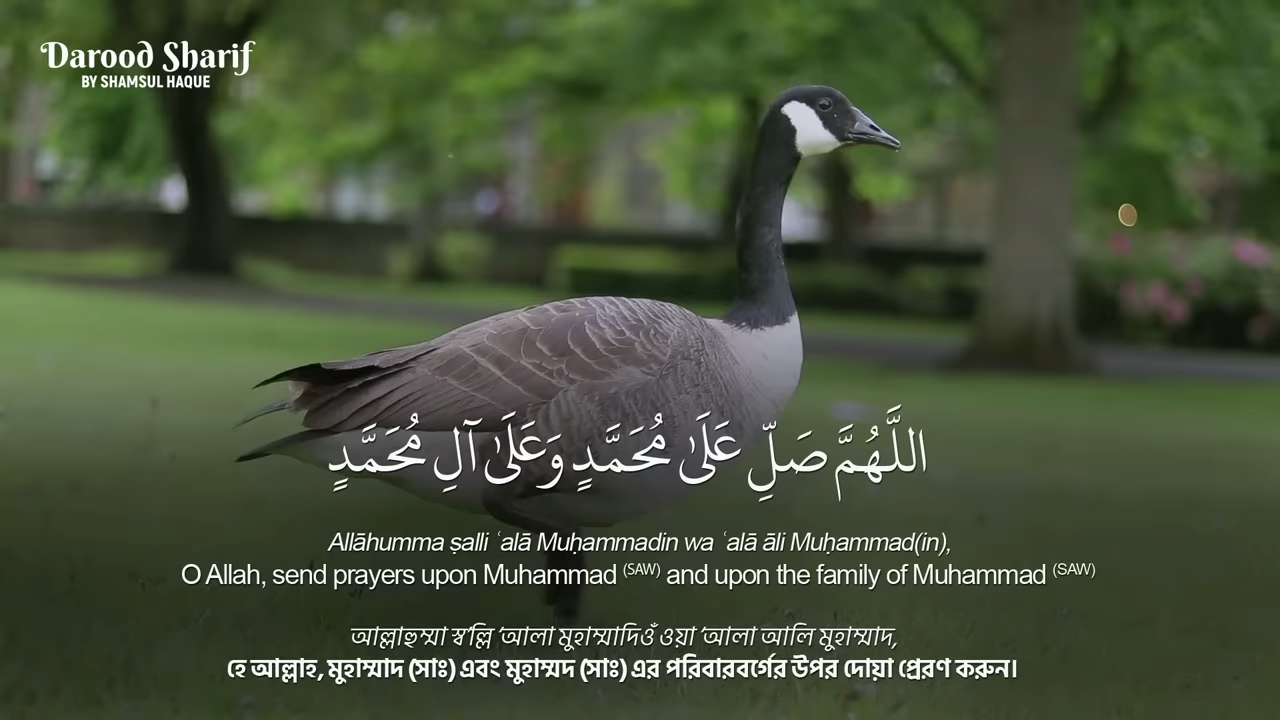 Darood Sharif
BY SHAMSUL HAQUE
اللَّهُمَّ صَلِّ عَلَىٰ مُحَمَّدٍ وَعَلَىٰ آلِ مُحَمَّدٍ
Allāhumma ṣalli ʿalā Muḥammadin wa ʿalā āli Muḥammad(in),
O Allah, send prayers upon Muhammad (SAW) and upon the family of Muhammad (SAW)
আল্লাহুম্মা স্ব’ল্লি ‘আলা মুহাম্মাদিওঁ ওয়া ‘আলা আলি মুহাম্মাদ,
হে আল্লাহ, মুহাম্মাদ (সাঃ) এবং মুহাম্মদ (সাঃ) এর পরিবারবর্গের উপর দোয়া প্রেরণ করুন।